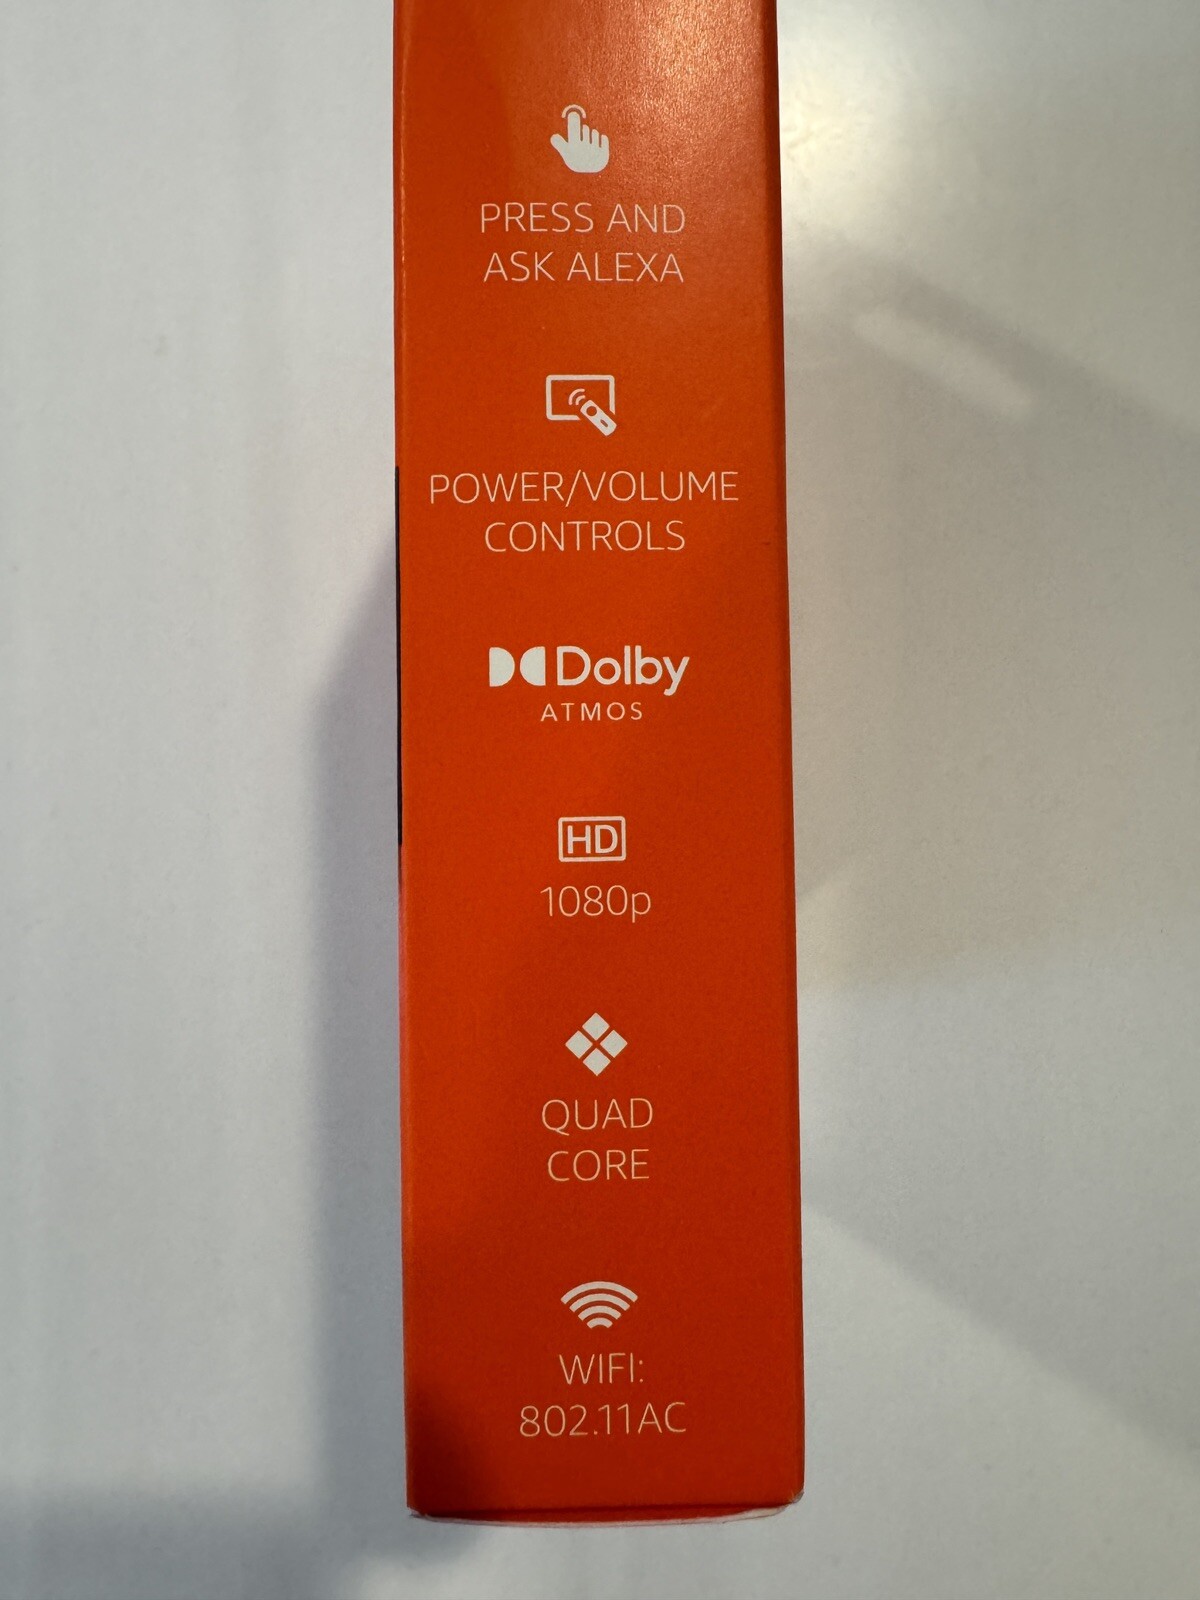 PRESS AND
ASK ALEXA
POWER/VOLUME
CONTROLS
Dolby
ATMOS
HD
1080p
QUAD
CORE
WIFI:
802.11AC